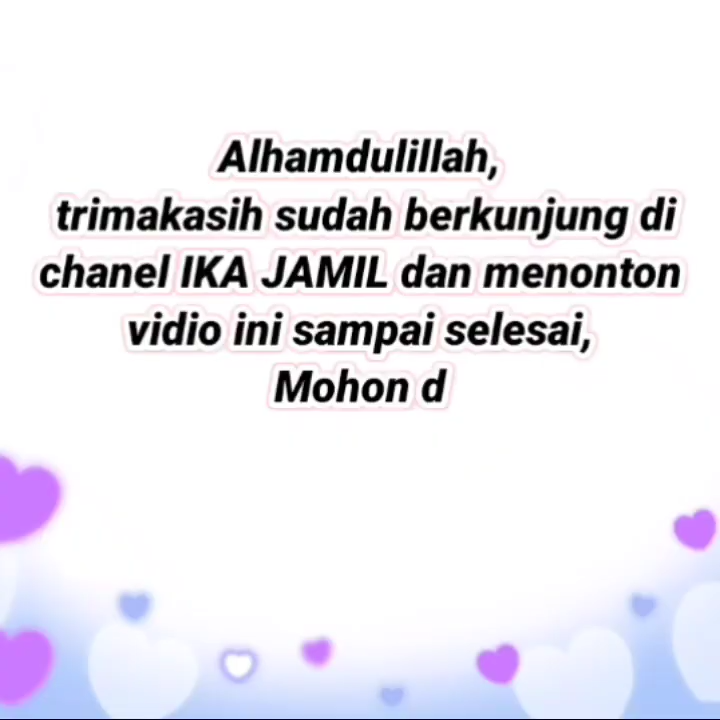 Alhamdulillah,
trimakasih sudah berkunjung di
chanel IKA JAMIL dan menonton
vidio ini sampai selesai,
Mohon d